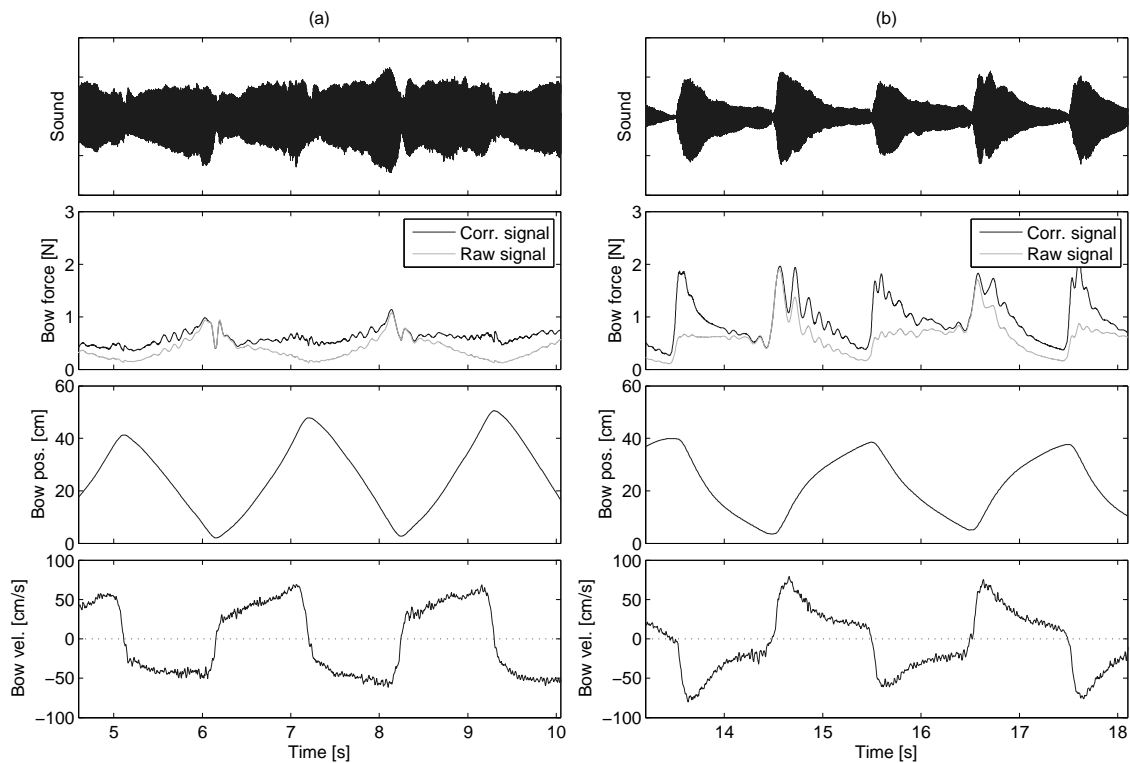 (a)
Sound
3
2
1
0
Bow force [N]
Corr. signal
Raw signal
60
40
20
0
Bow pos. [cm]
100
50
0
−50
−100
Bow vel. [cm/s]
5 6 7 8 9 10
Time [s]
(b)
Sound
3
2
1
0
Bow force [N]
Corr. signal
Raw signal
60
40
20
0
Bow pos. [cm]
100
50
0
−50
−100
Bow vel. [cm/s]
14 15 16 17 18
Time [s]